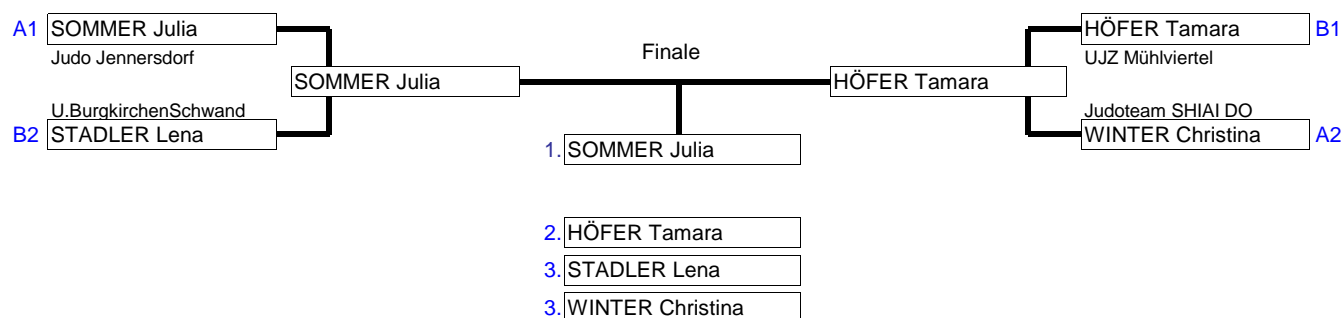 A1 SOMMER Julia
Judo Jennersdorf
SOMMER Julia
U.BurgkirchenSchwand
B2 STADLER Lena
Finale
HÖFER Tamara B1
UJZ Mühlviertel
HÖFER Tamara
Judoteam SHIAI DO
WINTER Christina A2
1. SOMMER Julia
2. HÖFER Tamara
3. STADLER Lena
3. WINTER Christina